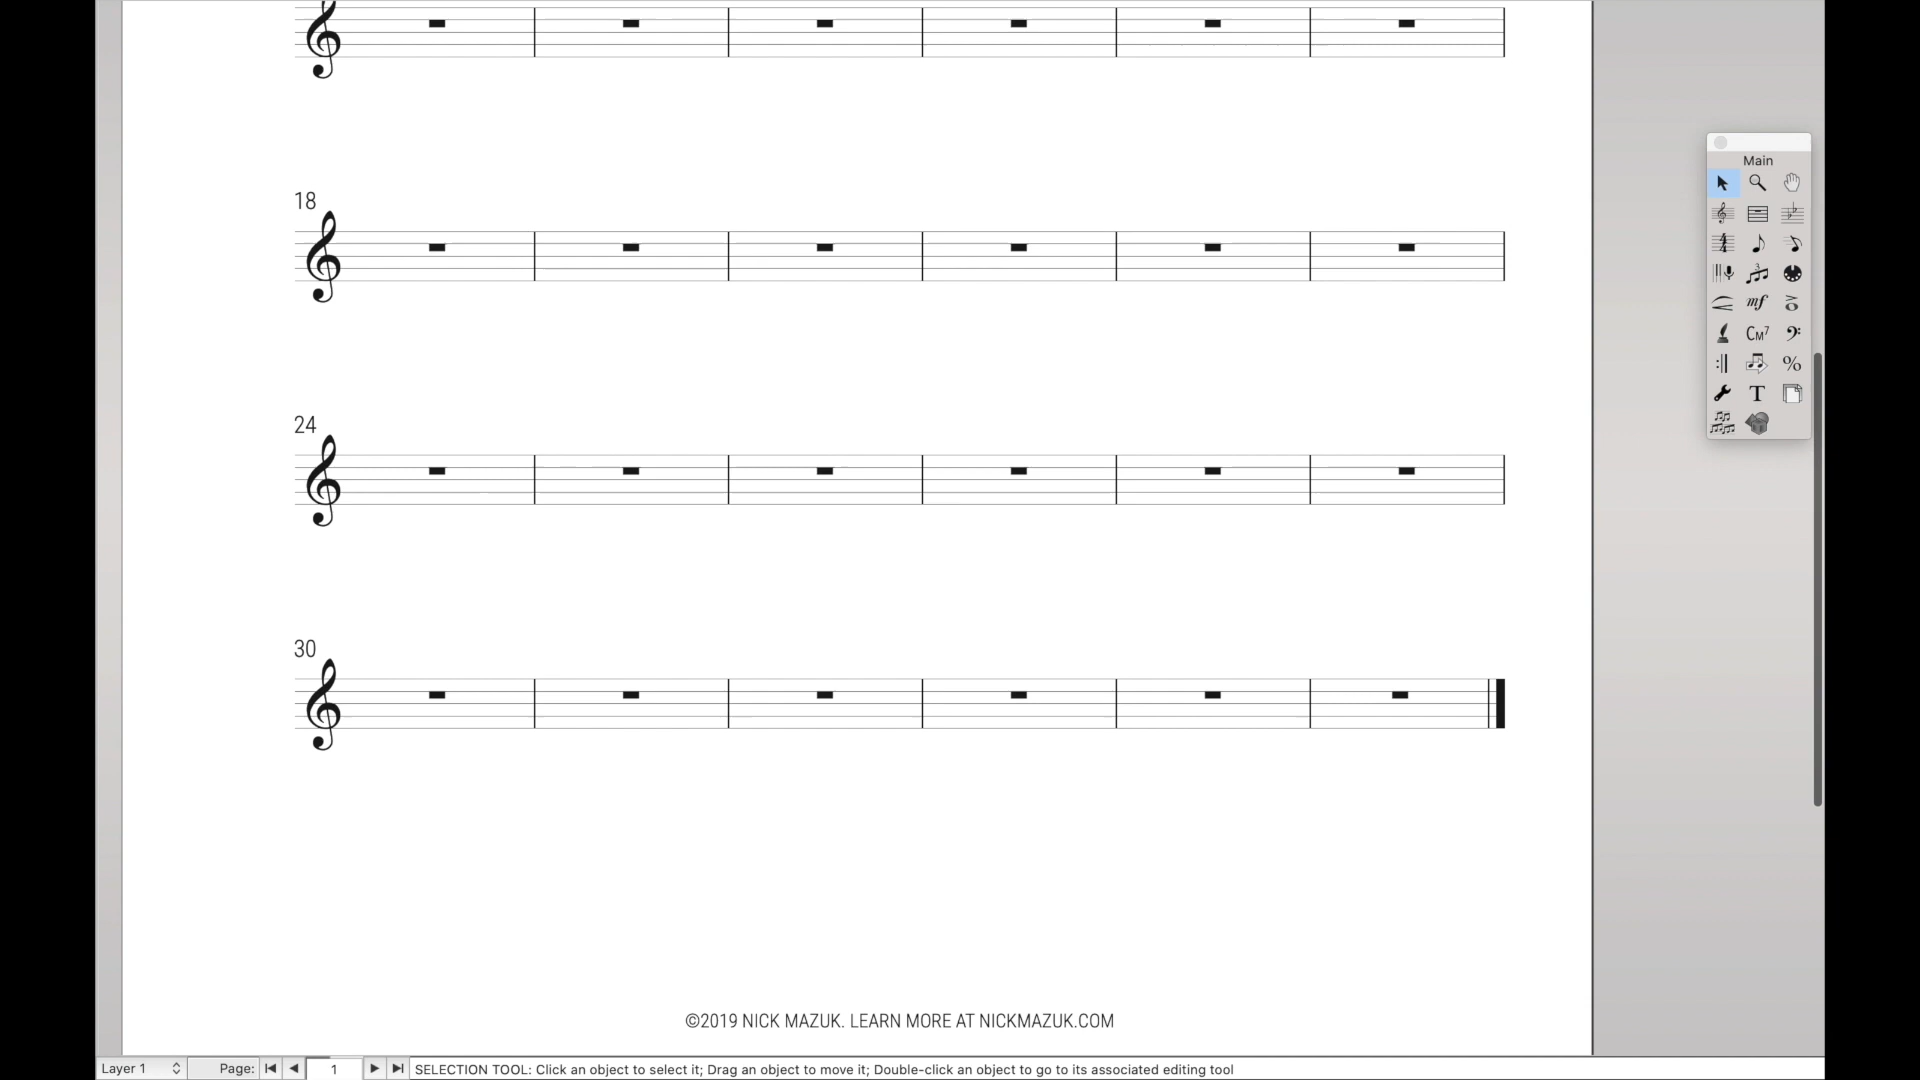 Main
18
mf
CM7
%
T
24
30
©2019 NICK MAZUK. LEARN MORE AT NICKMAZUK.COM
Layer 1 Page: 1 SELECTION TOOL: Click an object to select it; Drag an object to move it; Double-click an object to go to its associated editing tool